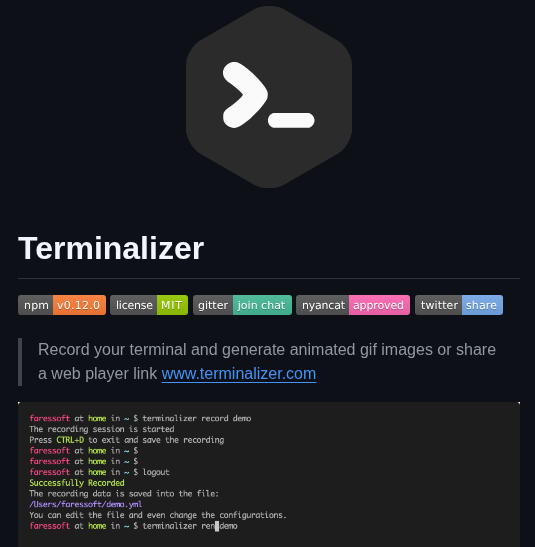 Terminalizer
npm v0.12.0 license MIT gitter join chat nyancat approved twitter share
Record your terminal and generate animated gif images or share
a web player link www.terminalizer.com
faressoft at home in ~ $ terminalizer record demo
The recording session is started
Press CTRL+D to exit and save the recording
faressoft at home in ~ $
faressoft at home in ~ $
faressoft at home in ~ $ logout
Successfully Recorded
The recording data is saved into the file:
/Users/faressoft/demo.yml
You can edit the file and even change the configurations.
faressoft at home in ~ $ terminalizer ren demo